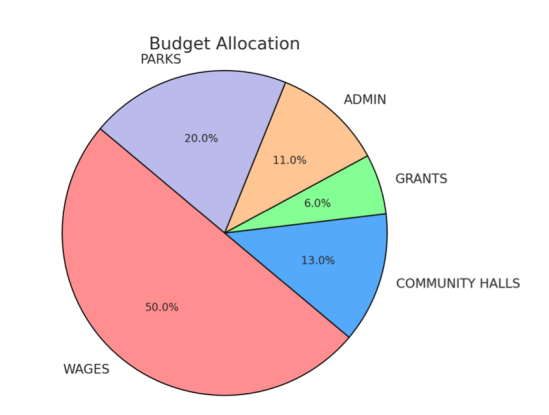 Budget Allocation
PARKS
ADMIN
20.0%
11.0%
GRANTS
6.0%
13.0%
COMMUNITY HALLS
50.0%
WAGES